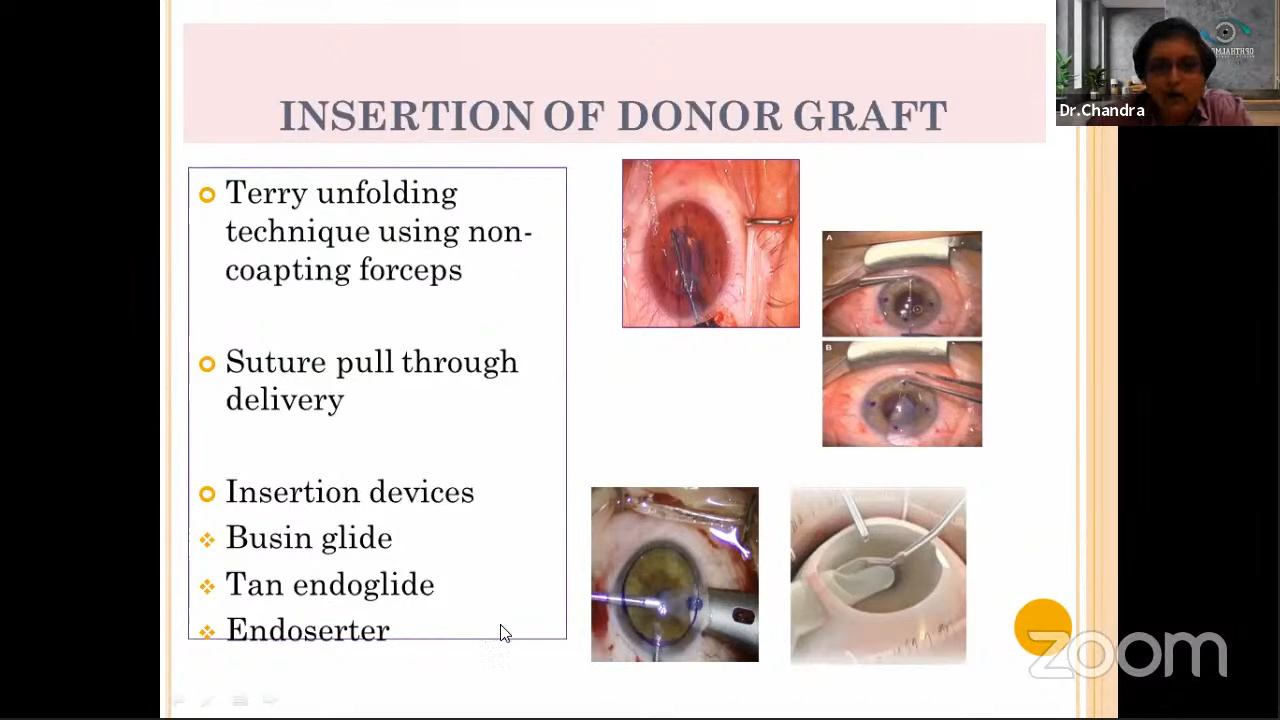 INSERTION OF DONOR GRAFT
Terry unfolding
technique using non-
coapting forceps
Suture pull through
delivery
Insertion devices
Busin glide
Tan endoglide
Endoserter
A
B
Dr.Chandra
zoom